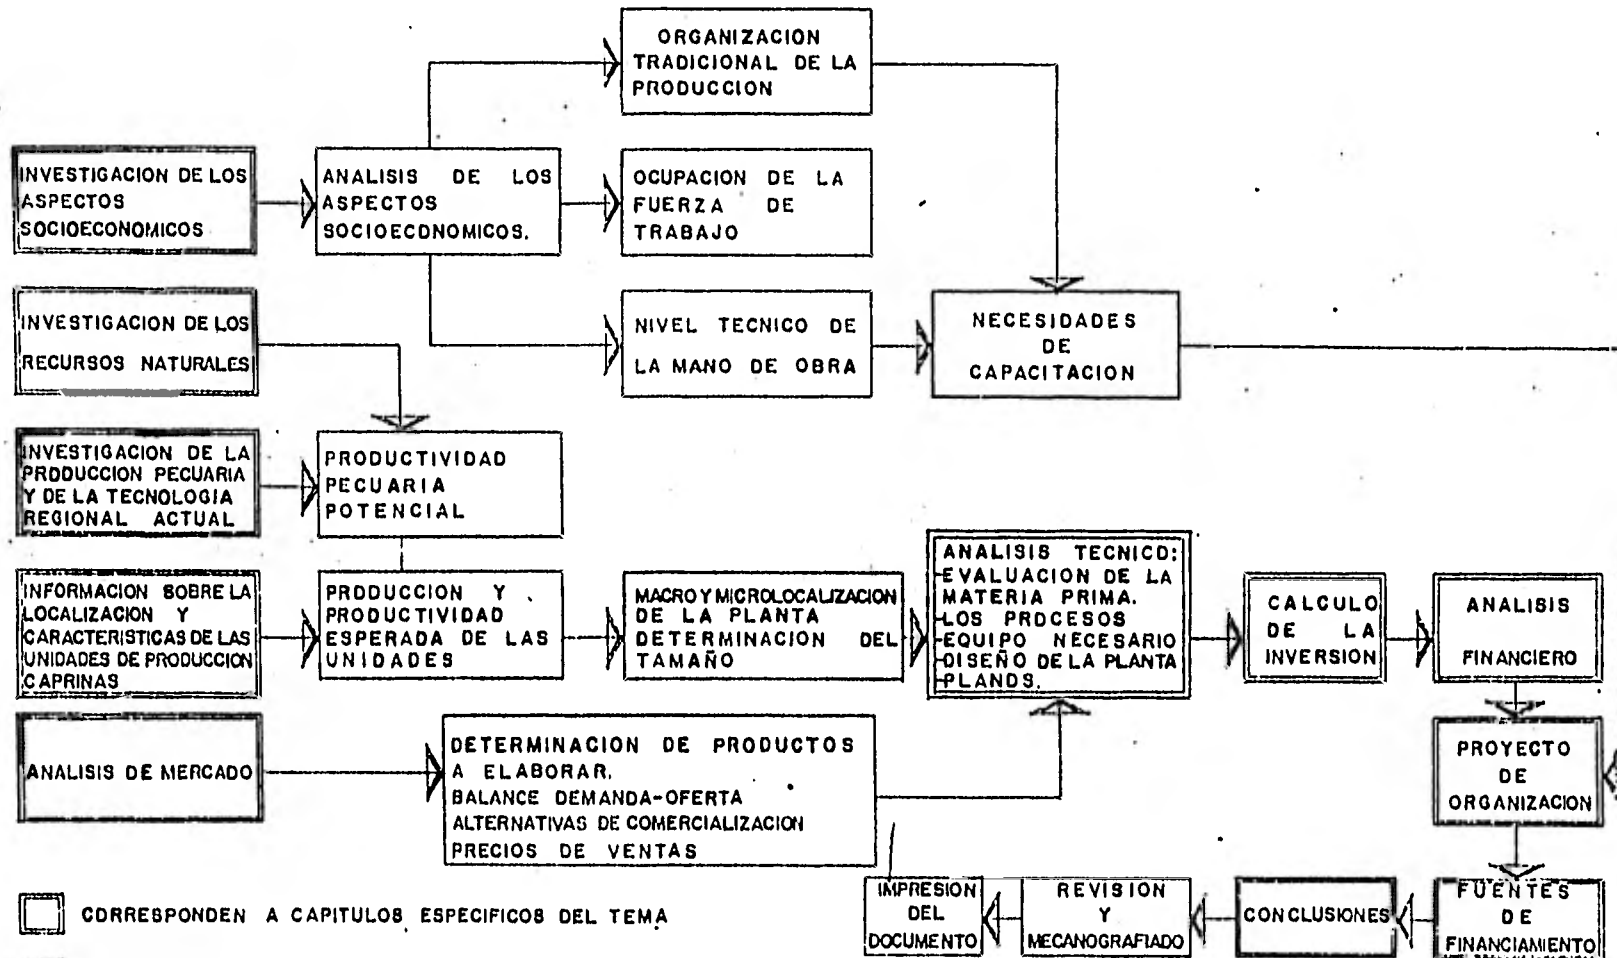 ORGANIZACION
TRADICIONAL DE LA
PRODUCCION
INVESTIGACION DE LOS
ASPECTOS
SOCIOECONOMICOS
ANALISIS DE LOS
ASPECTOS
SOCIOECONOMICOS.
OCUPACION DE LA
FUERZA DE
TRABAJO
INVESTIGACION DE LOS
RECURSOS NATURALES
NIVEL TECNICO DE
LA MANO DE OBRA
NECESIDADES
DE
CAPACITACION
INVESTIGACION DE LA
PRODUCCION PECUARIA
Y DE LA TECNOLOGIA
REGIONAL ACTUAL
PRODUCTIVIDAD
PECUARIA
POTENCIAL
INFORMACION SOBRE LA
LOCALIZACION Y
CARACTERISTICAS DE LAS
UNIDADES DE PRODUCCION
CAPRINAS
PRODUCCION Y
PRODUCTIVIDAD
ESPERADA DE LAS
UNIDADES
MACRO Y MICROLOCALIZACION
DE LA PLANTA
DETERMINACION DEL
TAMAÑO
ANALISIS TECNICO:
-EVALUACION DE LA
MATERIA PRIMA.
-LOS PROCESOS
-EQUIPO NECESARIO
-DISEÑO DE LA PLANTA
-PLANOS.
CALCULO
DE LA
INVERSION
ANALISIS
FINANCIERO
ANALISIS DE MERCADO
DETERMINACION DE PRODUCTOS
A ELABORAR.
BALANCE DEMANDA-OFERTA
ALTERNATIVAS DE COMERCIALIZACION
PRECIOS DE VENTAS
PROYECTO
DE
ORGANIZACION
FUENTES
DE
FINANCIAMIENTO
CONCLUSIONES
REVISION
Y
MECANOGRAFIADO
IMPRESION
DEL
DOCUMENTO
CORRESPONDEN A CAPITULOS ESPECIFICOS DEL TEMA